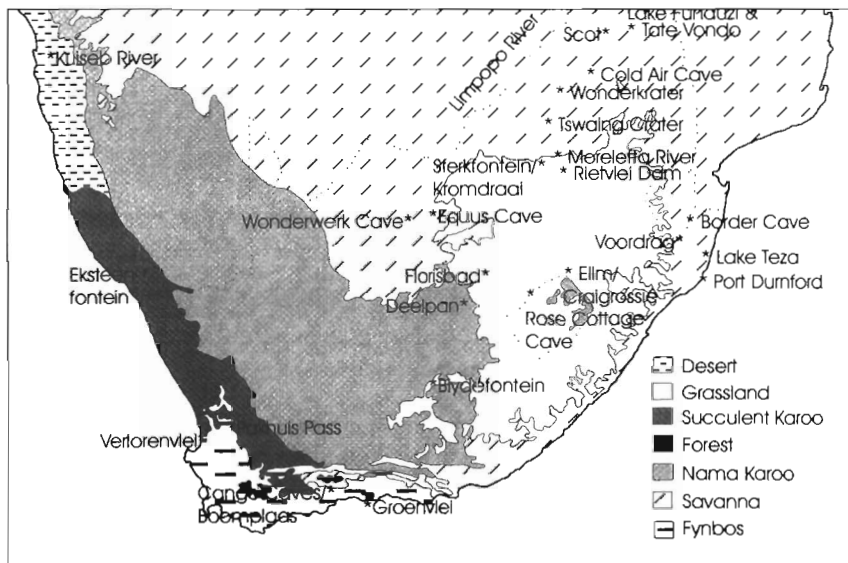 Lake Fundudzi &
Scot* *Tate Vondo
*Kuiseb River
Limpopo River
* Cold Air Cave
* Wonderkrater
* Tswaing Crater
* Moreletta River
Sterkfontein/ *
* Rietvlei Dam
Kromdraai
Wonderwerk Cave*
*Equus Cave
* Border Cave
Voordrag*
* Lake Teza
Eksteen
fontein
Florisbad*
Elim/
* Port Durnford
Craigrossie
Deelpan*
Rose Cottage
Cave
*Blydefontein
Desert
Grassland
Succulent Karoo
Forest
Nama Karoo
Savanna
Fynbos
Verlorenvlei
Pakhuis Pass
Cango Caves*
Boomplaas
*Groenvlei